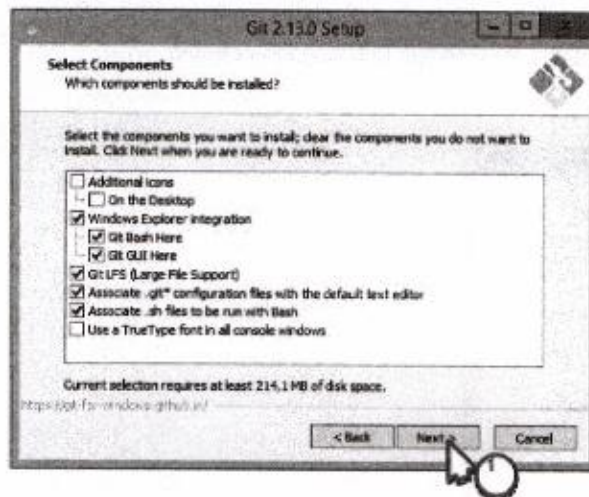 Git 2.13.0 Setup
Select Components
Which components should be installed?
Select the components you want to install; clear the components you do not want to
install. Click Next when you are ready to continue.
Additional icons
On the Desktop
Windows Explorer integration
Git Bash Here
Git GUI Here
Git LFS (Large File Support)
Associate .git* configuration files with the default text editor
Associate .sh files to be run with Bash
Use a TrueType font in all console windows
Current selection requires at least 214,1 MB of disk space.
https://git-for-windows.github.io/
< Back Next > Cancel
1